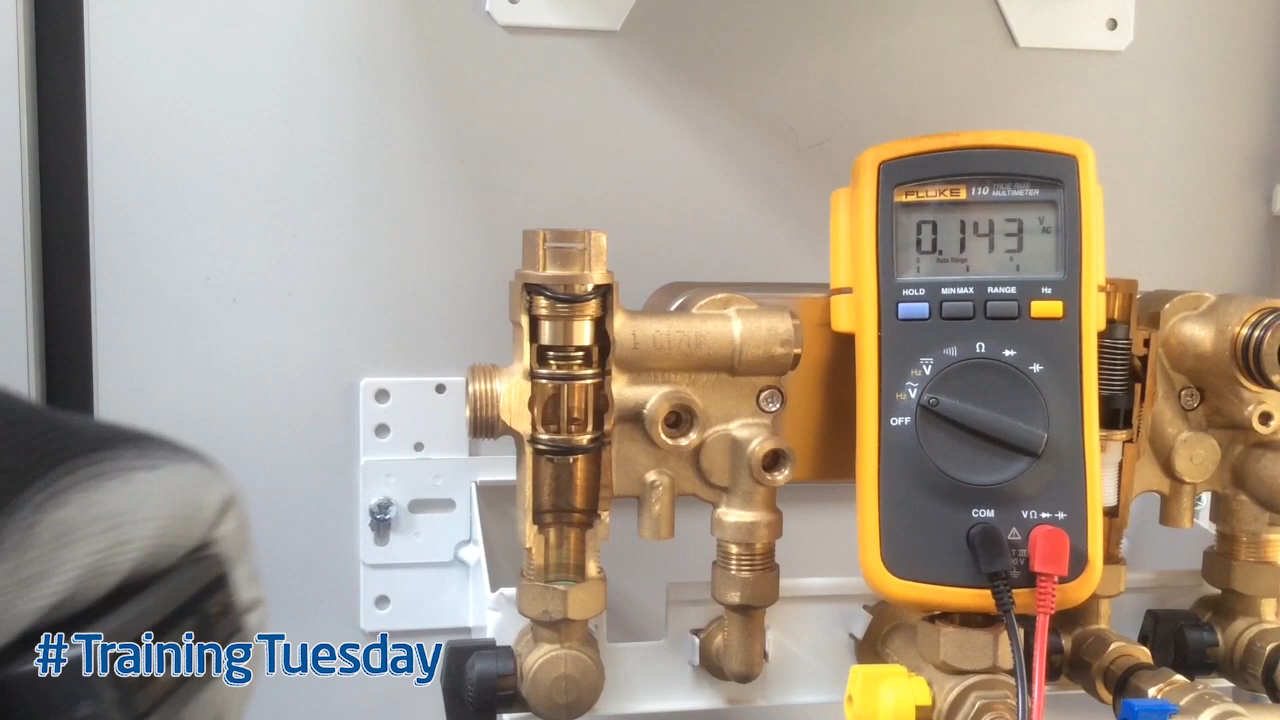 FLUKE 110 TRUE RMS MULTIMETER
0.143 V AC
Auto Range
HOLD MIN MAX RANGE Hz
Ω
Hz V
Hz V
OFF
COM VΩ
#TrainingTuesday